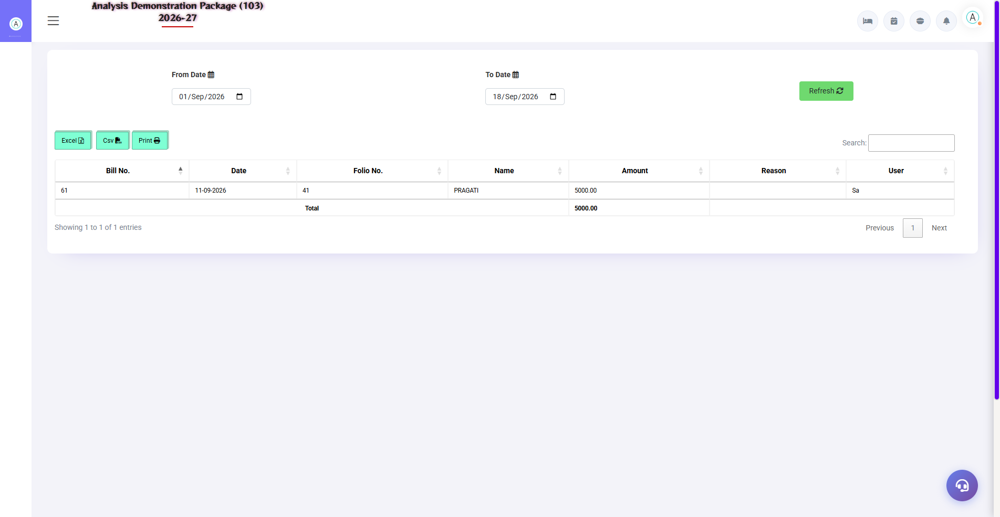 Analysis Demonstration Package (103)
2026-27
A
A
From Date
To Date
01/Sep/2026
18/Sep/2026
Refresh
Excel
Csv
Print
Search:
Bill No. Date Folio No. Name Amount Reason User
61 11-09-2026 41 PRAGATI 5000.00 Sa
Total 5000.00
Showing 1 to 1 of 1 entries
Previous 1 Next